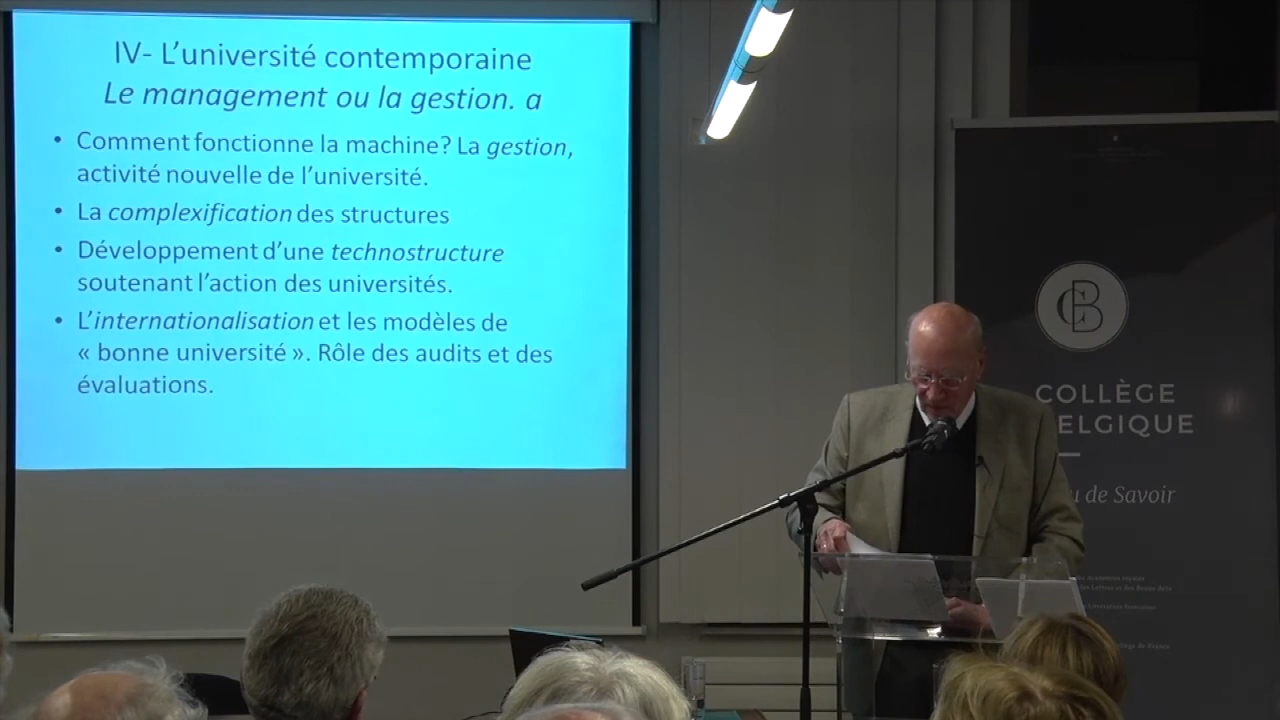 IV- L’université contemporaine
Le management ou la gestion. a
• Comment fonctionne la machine? La gestion,
activité nouvelle de l’université.
• La complexification des structures
• Développement d’une technostructure
soutenant l’action des universités.
• L’internationalisation et les modèles de
« bonne université ». Rôle des audits et des
évaluations.
CB
COLLÈGE
ELGIQUE
u de Savoir